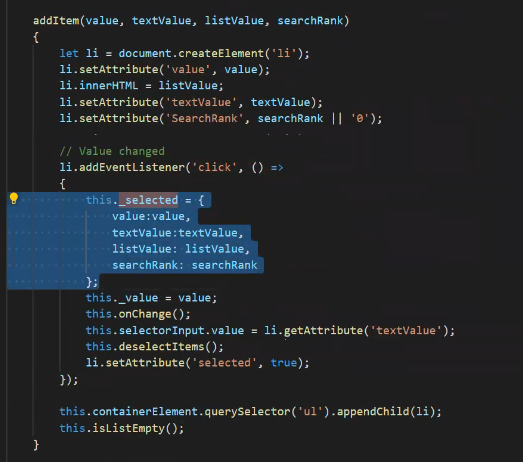 addItem(value, textValue, listValue, searchRank)
{
let li = document.createElement('li');
li.setAttribute('value', value);
li.innerHTML = listValue;
li.setAttribute('textValue', textValue);
li.setAttribute('SearchRank', searchRank || '0');
// Value changed
li.addEventListener('click', () =>
{
this._selected = {
value:value,
textValue:textValue,
listValue: listValue,
searchRank: searchRank
};
this._value = value;
this.onChange();
this.selectorInput.value = li.getAttribute('textValue');
this.deselectItems();
li.setAttribute('selected', true);
});
this.containerElement.querySelector('ul').appendChild(li);
this.isListEmpty();
}